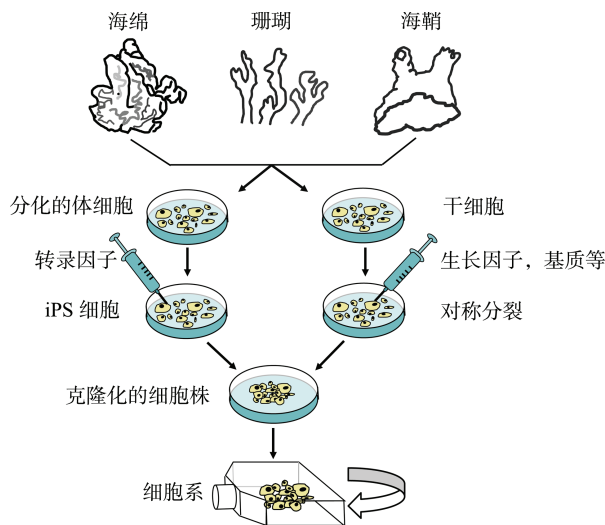 海绵
珊瑚
海鞘
分化的体细胞
干细胞
转录因子
生长因子，基质等
iPS 细胞
对称分裂
克隆化的细胞株
细胞系